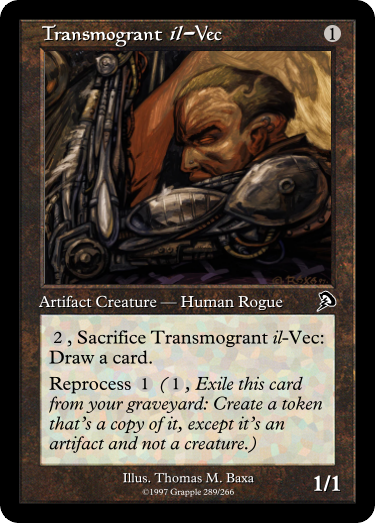 Transmogrant il–Vec 1
Artifact Creature — Human Rogue
2 , Sacrifice Transmogrant il-Vec:
Draw a card.
Reprocess 1 (1, Exile this card
from your graveyard: Create a token
that's a copy of it, except it's an
artifact and not a creature.)
Illus. Thomas M. Baxa
©1997 Grapple 289/266
1/1